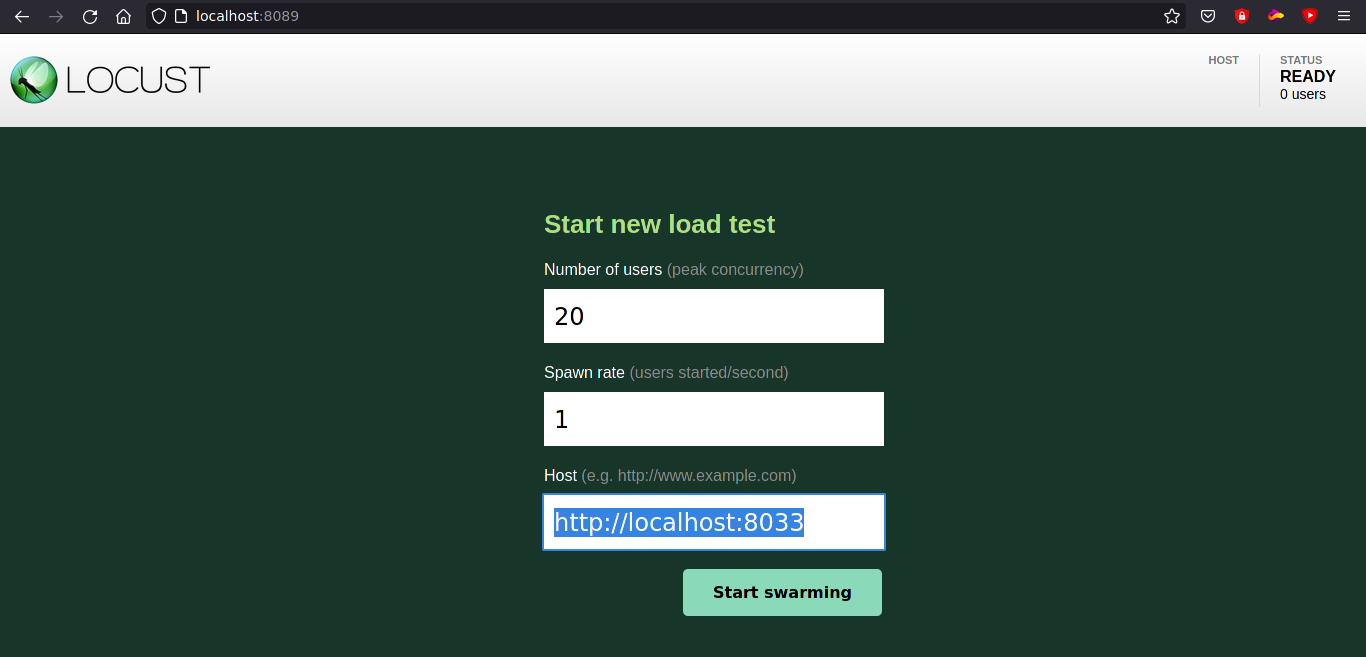 localhost:8089
LOCUST
HOST
STATUS
READY
0 users
Start new load test
Number of users (peak concurrency)
20
Spawn rate (users started/second)
1
Host (e.g. http://www.example.com)
http://localhost:8033
Start swarming